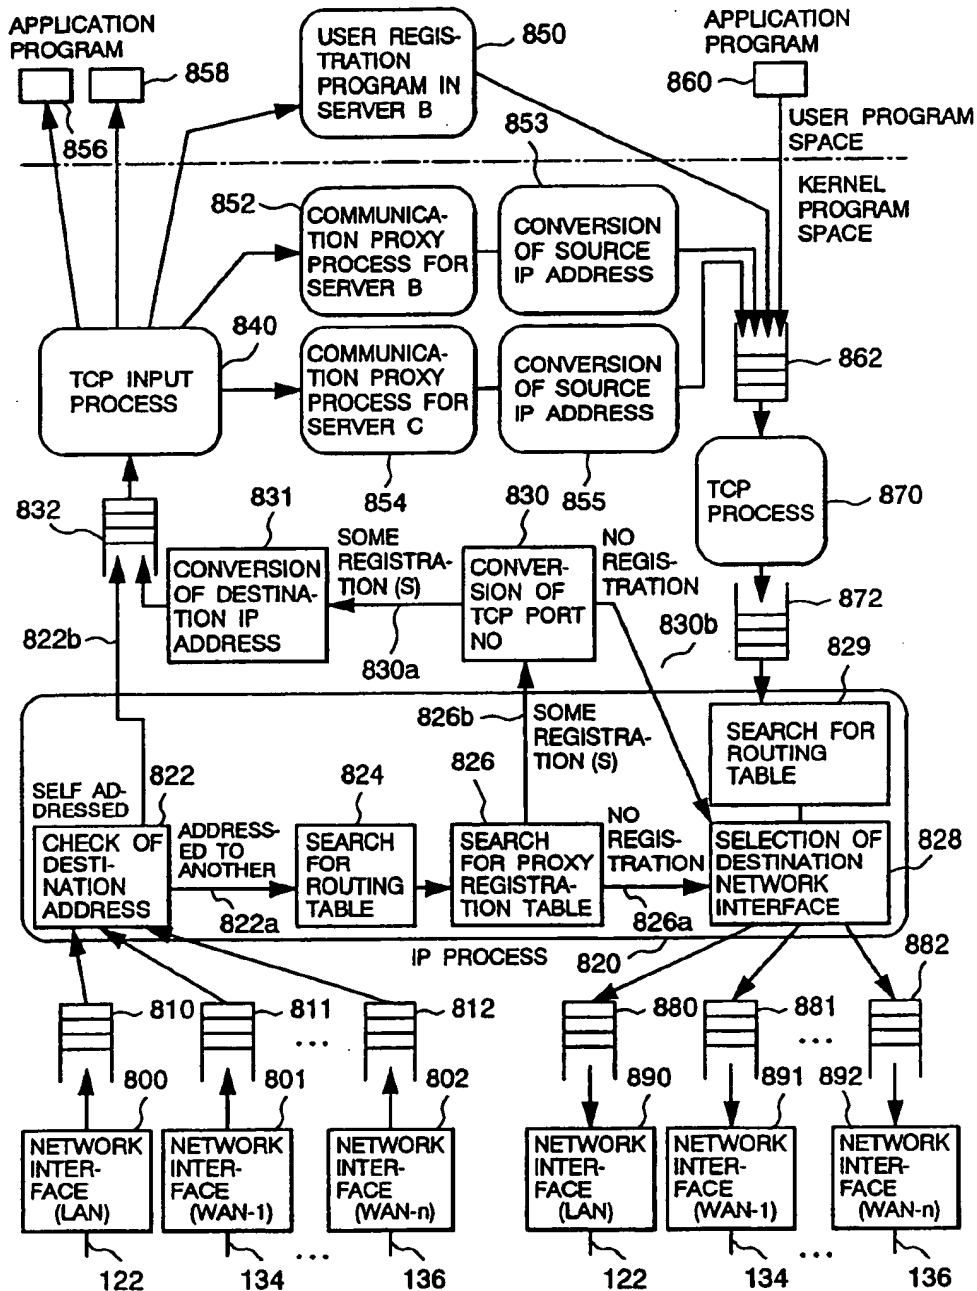 APPLICATION
PROGRAM
858
856
USER REGIS-
TRATION
PROGRAM IN
SERVER B
850
APPLICATION
PROGRAM
860
USER PROGRAM
SPACE
KERNEL
PROGRAM
SPACE
852
COMMUNICA-
TION PROXY
PROCESS FOR
SERVER B
853
CONVERSION
OF SOURCE
IP ADDRESS
840
TCP INPUT
PROCESS
COMMUNICA-
TION PROXY
PROCESS FOR
SERVER C
854
CONVERSION
OF SOURCE
IP ADDRESS
855
862
TCP
PROCESS
870
832
831
CONVERSION
OF DESTINA-
TION IP
ADDRESS
SOME
REGISTRA-
TION (S)
830a
830
CONVER-
SION OF
TCP PORT
NO
NO
REGIS-
TRATION
830b
872
822b
829
SEARCH FOR
ROUTING
TABLE
826b
SOME
REGISTRA-
TION (S)
SELF AD-
DRESSED
822
CHECK OF
DESTI-
NATION
ADDRESS
ADDRESS-
ED TO
ANOTHER
822a
824
SEARCH
FOR
ROUTING
TABLE
826
SEARCH
FOR PROXY
REGISTRA-
TION TABLE
NO
REGIS-
TRATION
826a
SELECTION OF
DESTINATION
NETWORK
INTERFACE
828
IP PROCESS
820
810
811
...
812
880
881
...
882
800
801
802
890
891
892
NETWORK
INTER-
FACE
(LAN)
NETWORK
INTER-
FACE
(WAN-1)
NETWORK
INTER-
FACE
(WAN-n)
NETWORK
INTER-
FACE
(LAN)
NETWORK
INTER-
FACE
(WAN-1)
NETWORK
INTER-
FACE
(WAN-n)
122
134
...
136
122
134
...
136